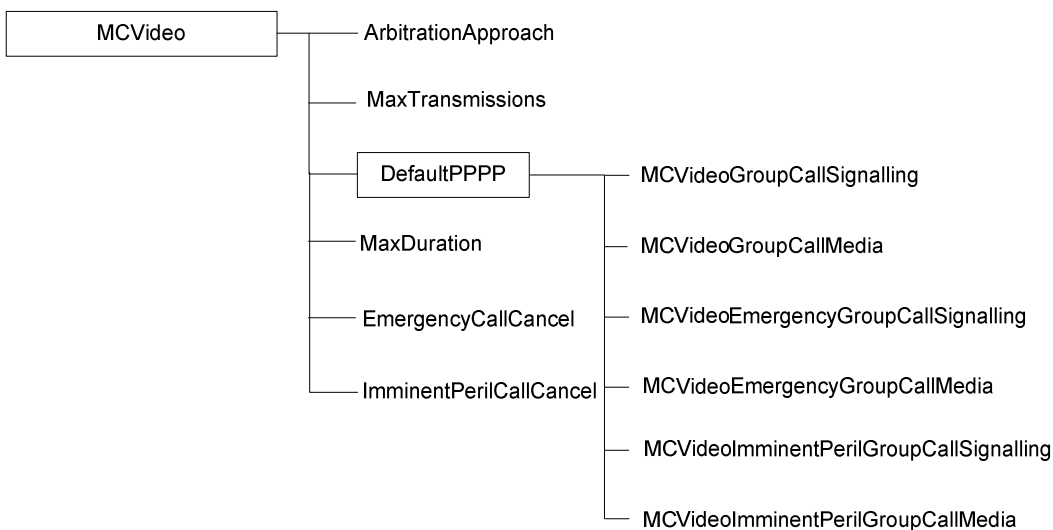 MCVideo
ArbitrationApproach
MaxTransmissions
DefaultPPPP
MaxDuration
EmergencyCallCancel
ImminentPerilCallCancel
MCVideoGroupCallSignalling
MCVideoGroupCallMedia
MCVideoEmergencyGroupCallSignalling
MCVideoEmergencyGroupCallMedia
MCVideoImminentPerilGroupCallSignalling
MCVideoImminentPerilGroupCallMedia